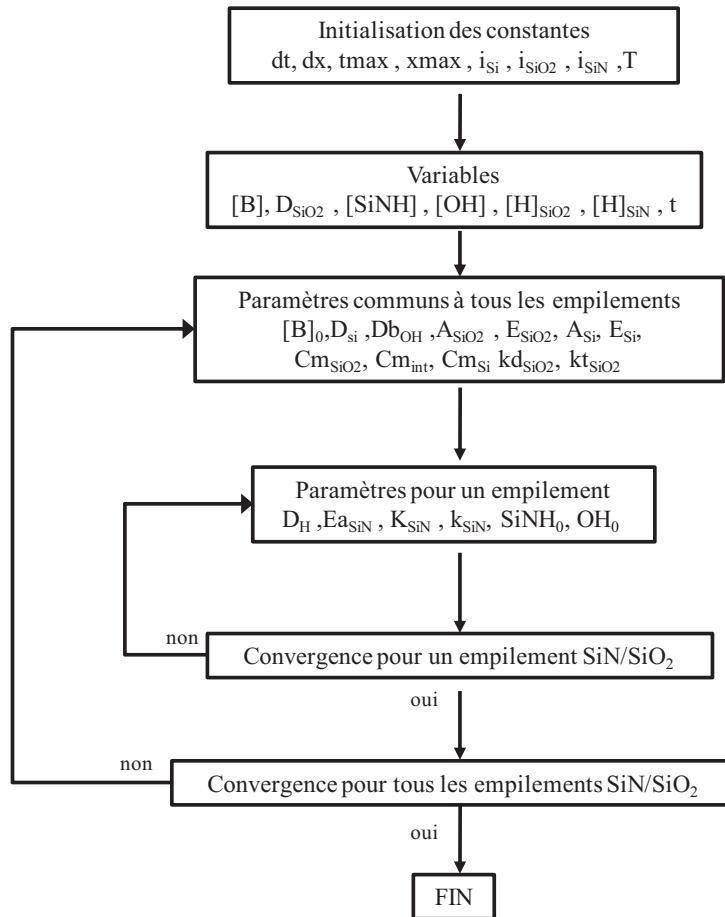 Initialisation des constantes
dt, dx, tmax , xmax , i_Si , i_SiO2 , i_SiN ,T
Variables
[B], D_SiO2 , [SiNH] , [OH] , [H]_SiO2 , [H]_SiN , t
Paramètres communs à tous les empilements
[B]_0,D_si ,Db_OH ,A_SiO2 , E_SiO2, A_Si, E_Si,
Cm_SiO2, Cm_int, Cm_Si kd_SiO2, kt_SiO2
Paramètres pour un empilement
D_H ,Ea_SiN , K_SiN , k_SiN, SiNH_0, OH_0
non
Convergence pour un empilement SiN/SiO_2
oui
non
Convergence pour tous les empilements SiN/SiO_2
oui
FIN